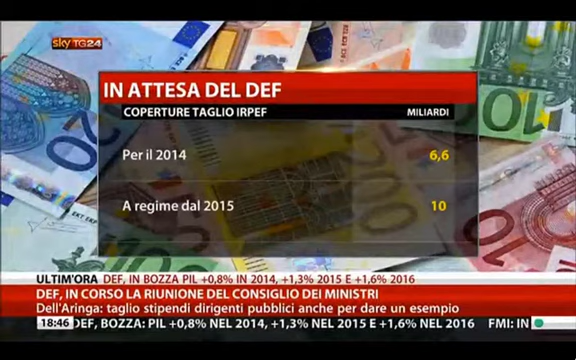 sky TG24
IN ATTESA DEL DEF
COPERTURE TAGLIO IRPEF MILIARDI
Per il 2014 6,6
A regime dal 2015 10
ULTIM'ORA DEF, IN BOZZA PIL +0,8% IN 2014, +1,3% 2015 E +1,6% 2016
DEF, IN CORSO LA RIUNIONE DEL CONSIGLIO DEI MINISTRI
Dell'Aringa: taglio stipendi dirigenti pubblici anche per dare un esempio
18:46 DEF, BOZZA: PIL +0,8% NEL 2014, +1,3% NEL 2015 E +1,6% NEL 2016 FMI: IN